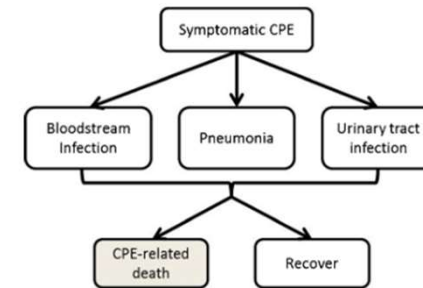 Symptomatic CPE
Bloodstream
Infection
Pneumonia
Urinary tract
infection
CPE-related
death
Recover